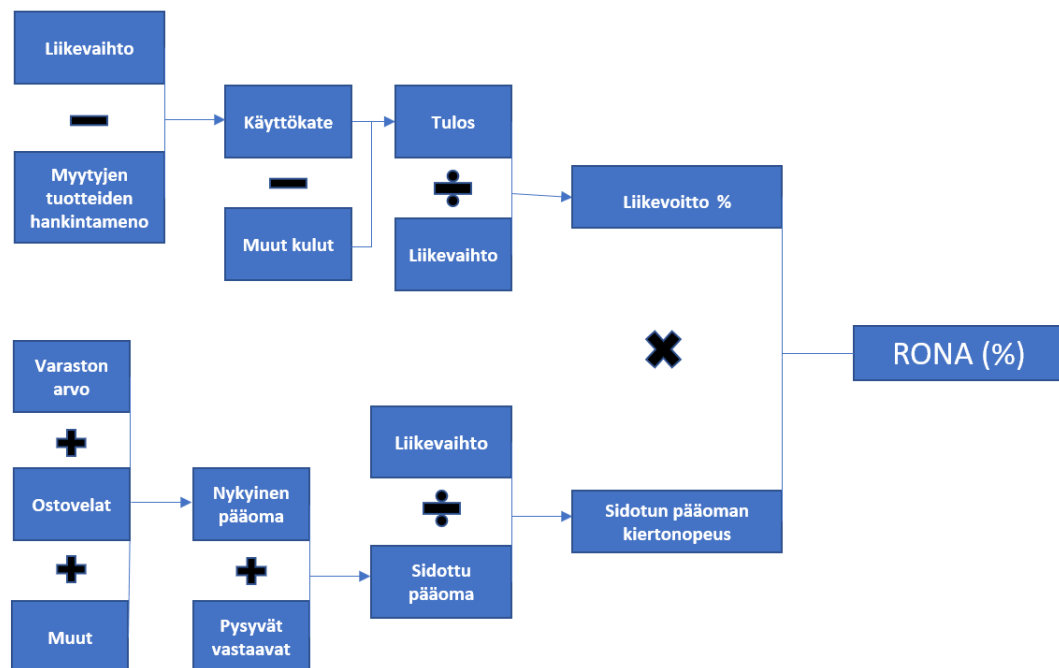 Liikevaihto
Myytyjen
tuotteiden
hankintameno
Käyttökate
Muut kulut
Tulos
Liikevaihto
Liikevoitto %
RONA (%)
Varaston
arvo
Ostovelat
Muut
Nykyinen
pääoma
Pysyvät
vastaavat
Liikevaihto
Sidottu
pääoma
Sidotun pääoman
kiertonopeus